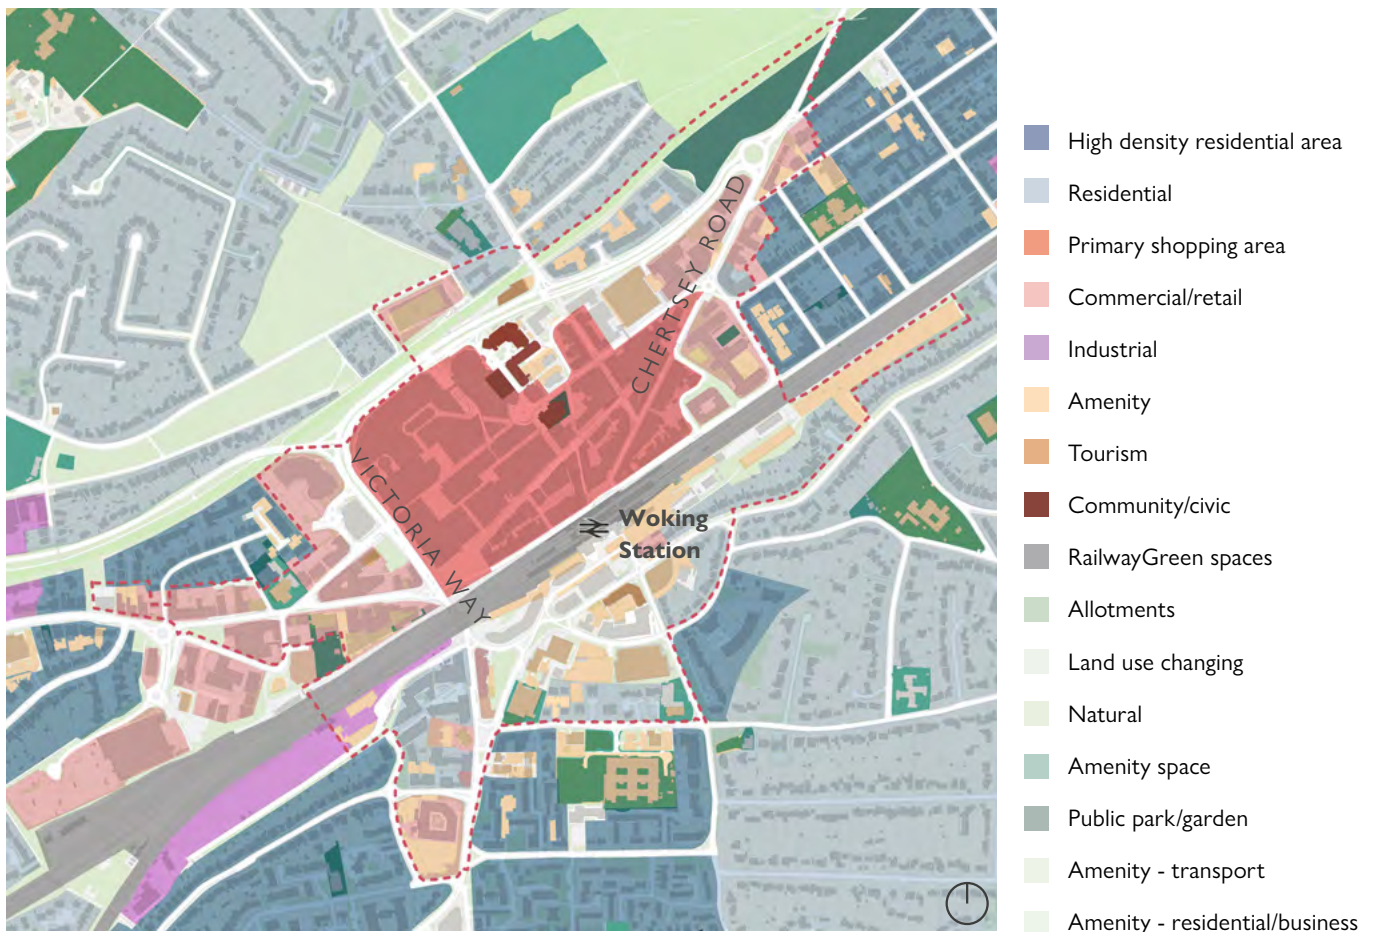 CHERTSEY ROAD
VICTORIA WAY
Woking
Station
High density residential area
Residential
Primary shopping area
Commercial/retail
Industrial
Amenity
Tourism
Community/civic
RailwayGreen spaces
Allotments
Land use changing
Natural
Amenity space
Public park/garden
Amenity - transport
Amenity - residential/business